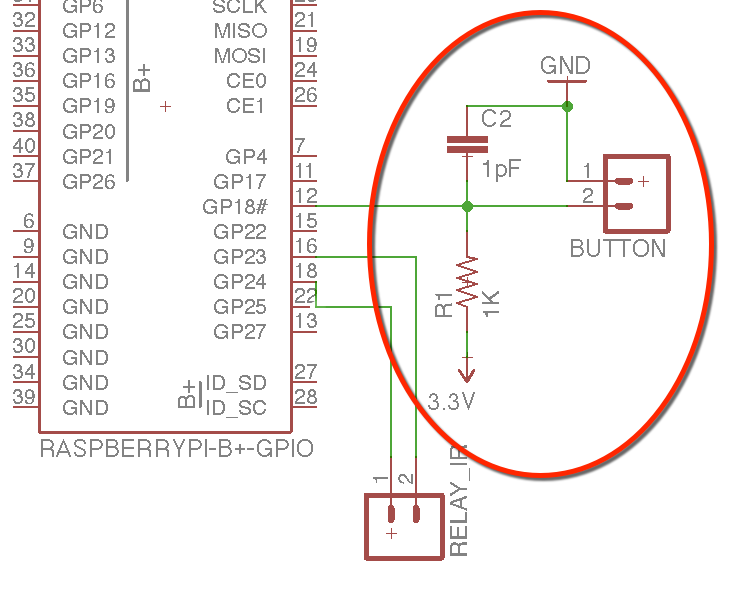 GP6 SCLK
32 GP12 MISO 21
33 GP13 MOSI 19
36 GP16 CE0 24
35 GP19 CE1 26
38 GP20
40 GP21 GP4 7
37 GP26 GP17 11
B+
GP18# 12
6 GND GP22 15
9 GND GP23 16
14 GND GP24 18
20 GND GP25 22
25 GND GP27 13
30 GND
34 GND ID_SD 27
39 GND ID_SC 28
B+
RASPBERRYPI-B+-GPIO
GND
C2
1pF
1
2
BUTTON
R1
1K
3.3V
1
2
RELAY_IR